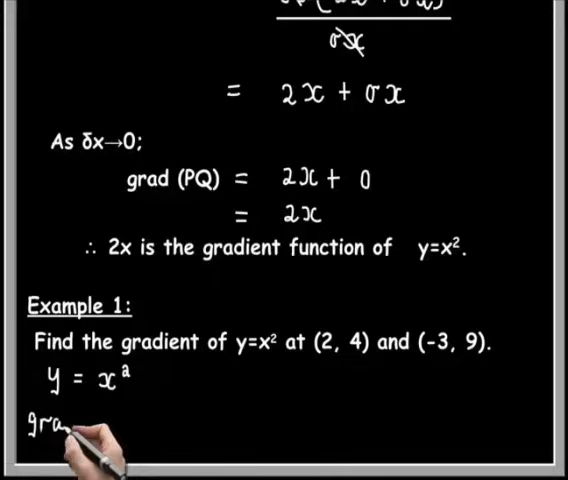 δx
= 2x + δx
As δx→0;
grad (PQ) = 2x + 0
= 2x
∴ 2x is the gradient function of y=x².
Example 1:
Find the gradient of y=x² at (2, 4) and (-3, 9).
y = x²
gra